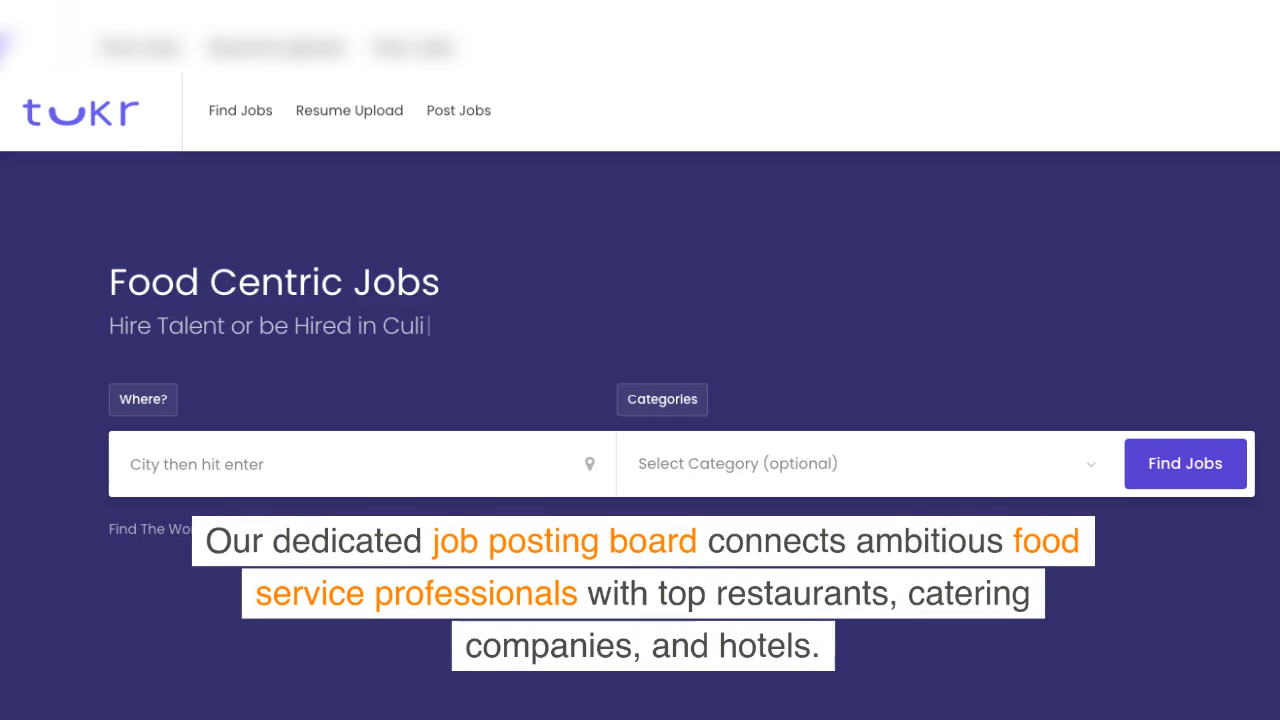 tukr
Find Jobs Resume Upload Post Jobs
Food Centric Jobs
Hire Talent or be Hired in Culi
Where? Categories
City then hit enter Select Category (optional) Find Jobs
Find The
Our dedicated job posting board connects ambitious food
service professionals with top restaurants, catering
companies, and hotels.